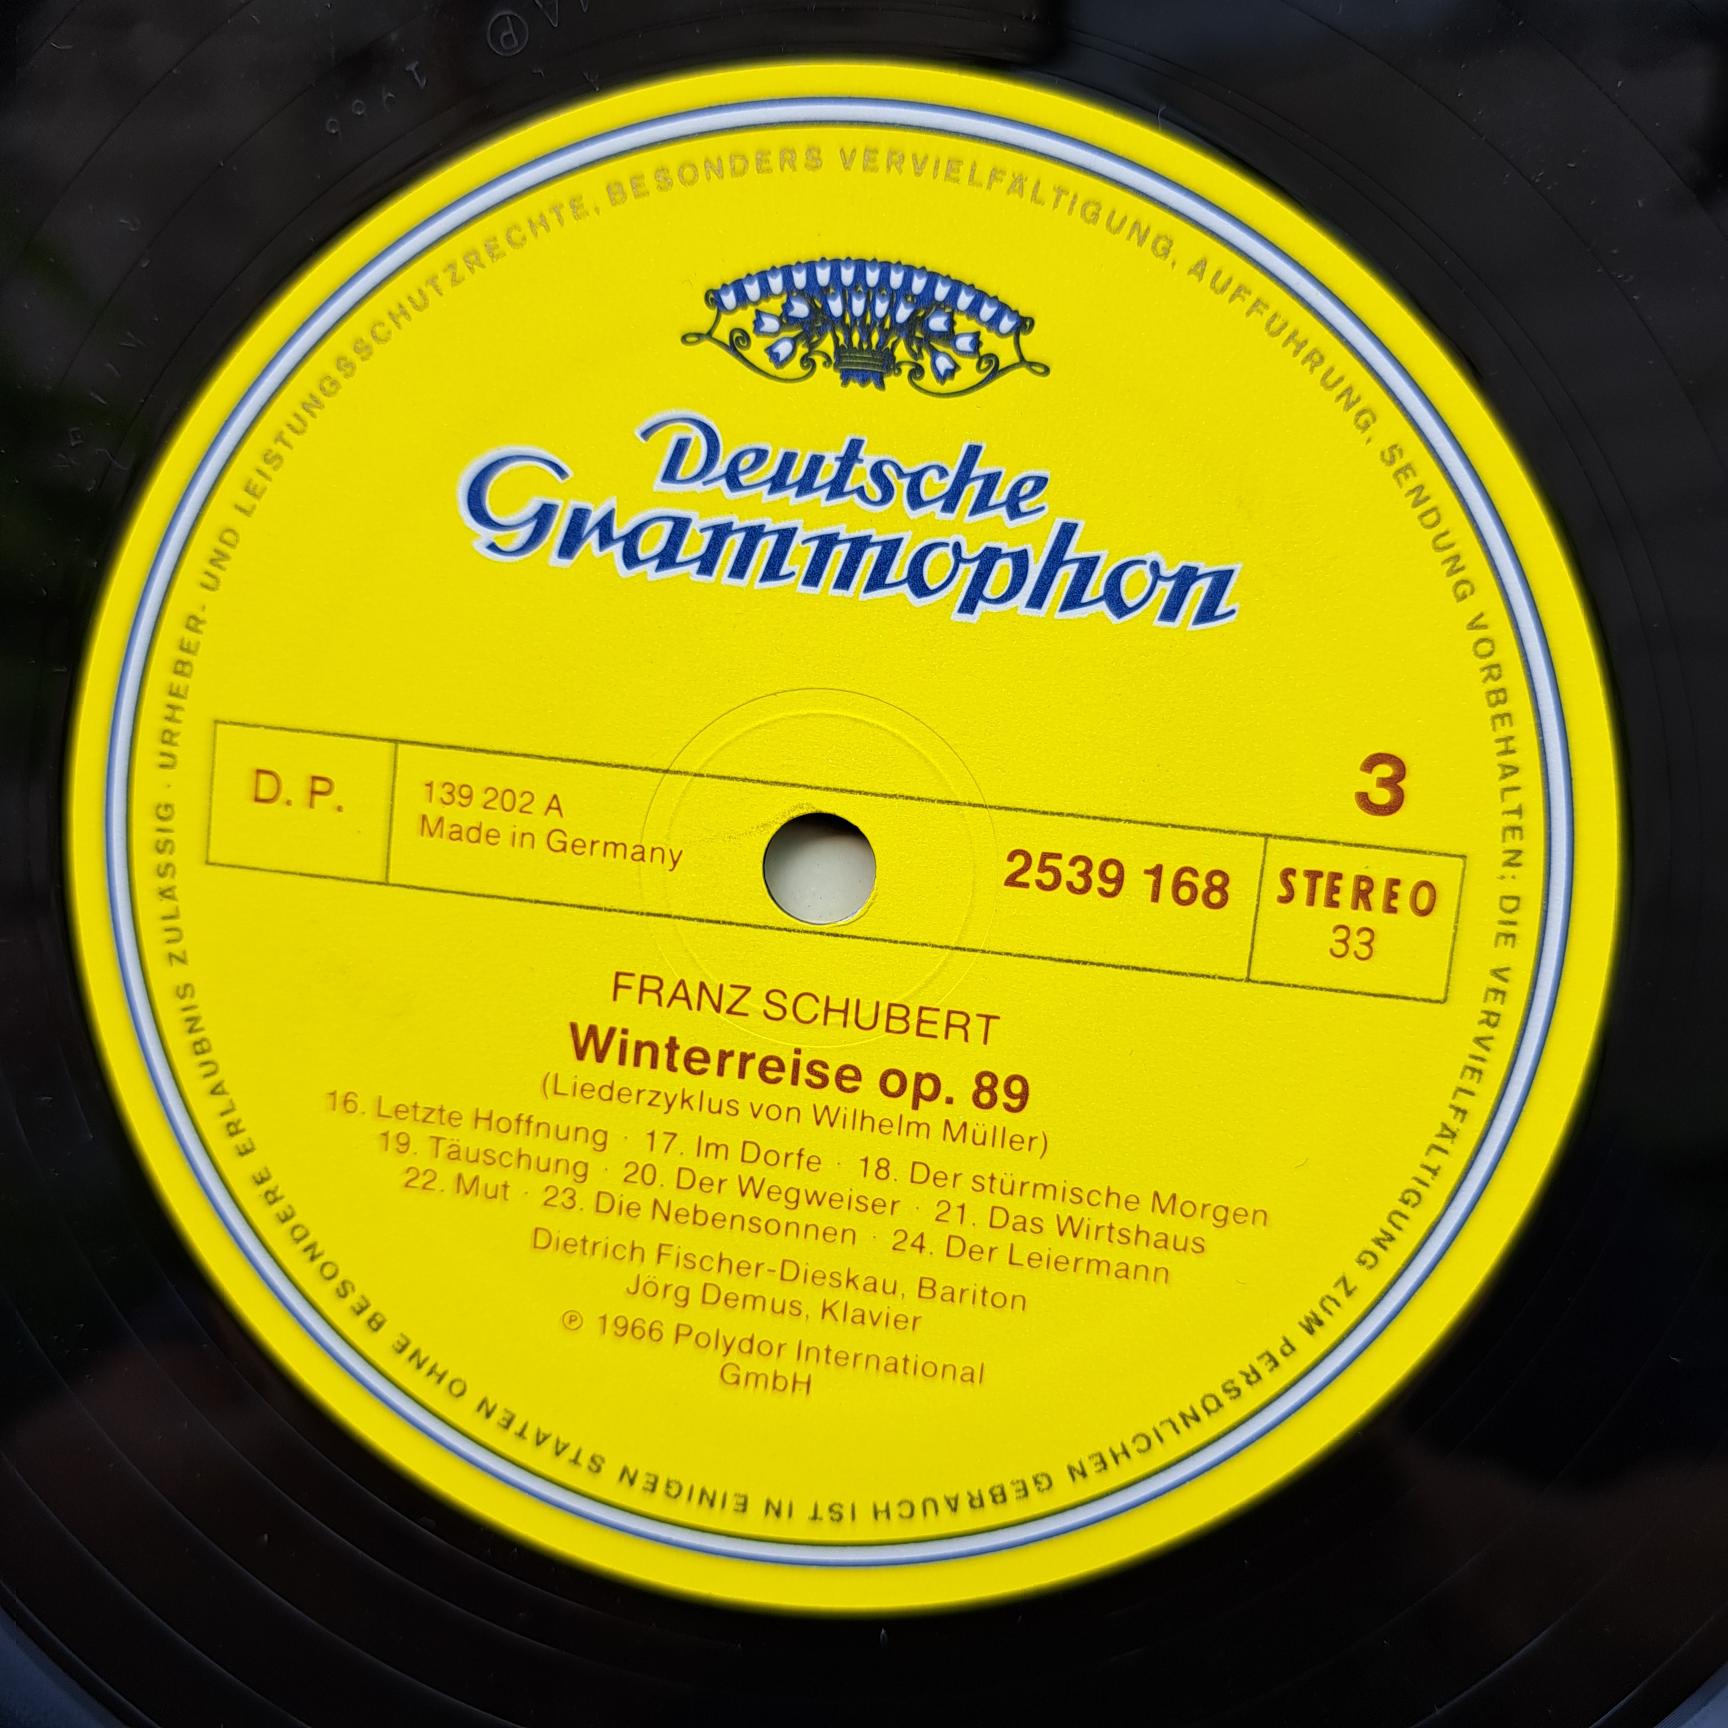 Ⓟ 1966
URHEBER- UND LEISTUNGSSCHUTZRECHTE, BESONDERS VERVIELFÄLTIGUNG, AUFFÜHRUNG, SENDUNG VORBEHALTEN; DIE VERVIELFÄLTIGUNG ZUM PERSÖNLICHEN GEBRAUCH IST IN EINIGEN STAATEN OHNE BESONDERE ERLAUBNIS ZULÄSSIG ·
Deutsche
Grammophon
3
D. P.
139 202 A
Made in Germany
2539 168
STEREO
33
FRANZ SCHUBERT
Winterreise op. 89
(Liederzyklus von Wilhelm Müller)
16. Letzte Hoffnung · 17. Im Dorfe · 18. Der stürmische Morgen
19. Täuschung · 20. Der Wegweiser · 21. Das Wirtshaus
22. Mut · 23. Die Nebensonnen · 24. Der Leiermann
Dietrich Fischer-Dieskau, Bariton
Jörg Demus, Klavier
℗ 1966 Polydor International
GmbH